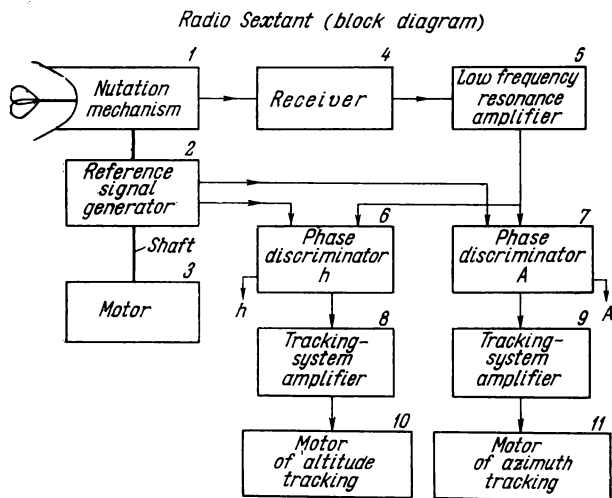 Radio Sextant (block diagram)
1
Nutation
mechanism
4
Receiver
5
Low frequency
resonance
amplifier
2
Reference
signal
generator
Shaft
3
Motor
6
Phase
discriminator
h
h
7
Phase
discriminator
A
A
8
Tracking-
system
amplifier
9
Tracking-
system
amplifier
10
Motor
of altitude
tracking
11
Motor
of azimuth
tracking